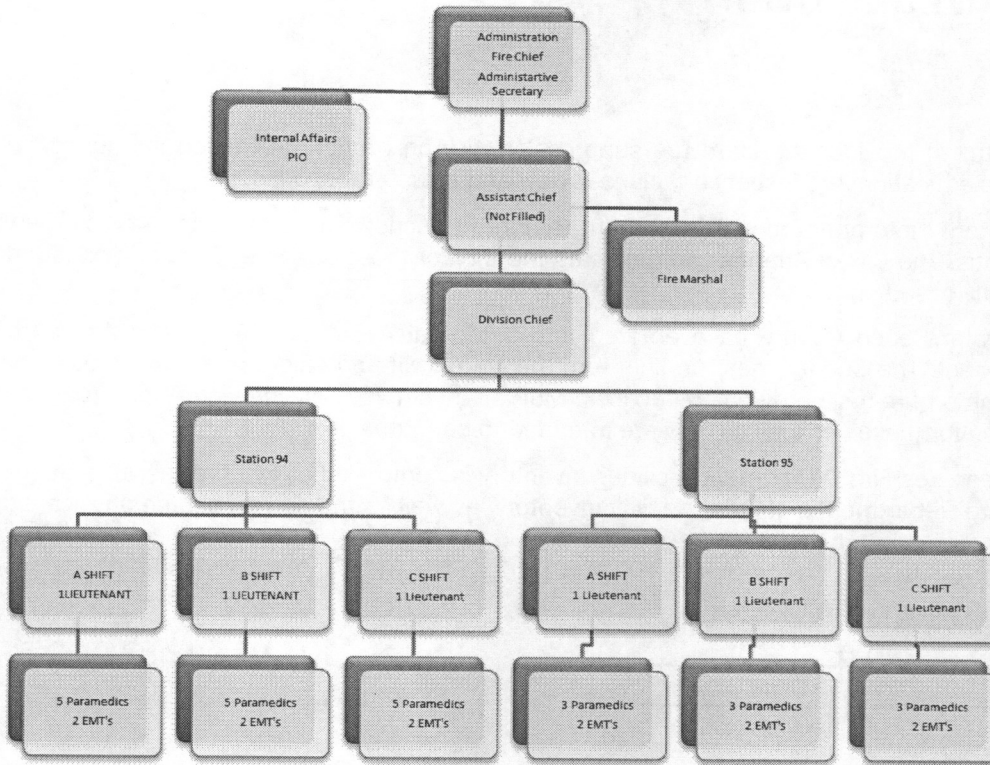 Administration
Fire Chief
Administartive
Secretary
Internal Affairs
PIO
Assistant Chief
(Not Filled)
Fire Marshal
Division Chief
Station 94
Station 95
A SHIFT
1LIEUTENANT
B SHIFT
1 LIEUTENANT
C SHIFT
1 Lieutenant
A SHIFT
1 Lieutenant
B SHIFT
1 Lieutenant
C SHIFT
1 Lieutenant
5 Paramedics
2 EMT's
5 Paramedics
2 EMT's
5 Paramedics
2 EMT's
3 Paramedics
2 EMT's
3 Paramedics
2 EMT's
3 Paramedics
2 EMT's